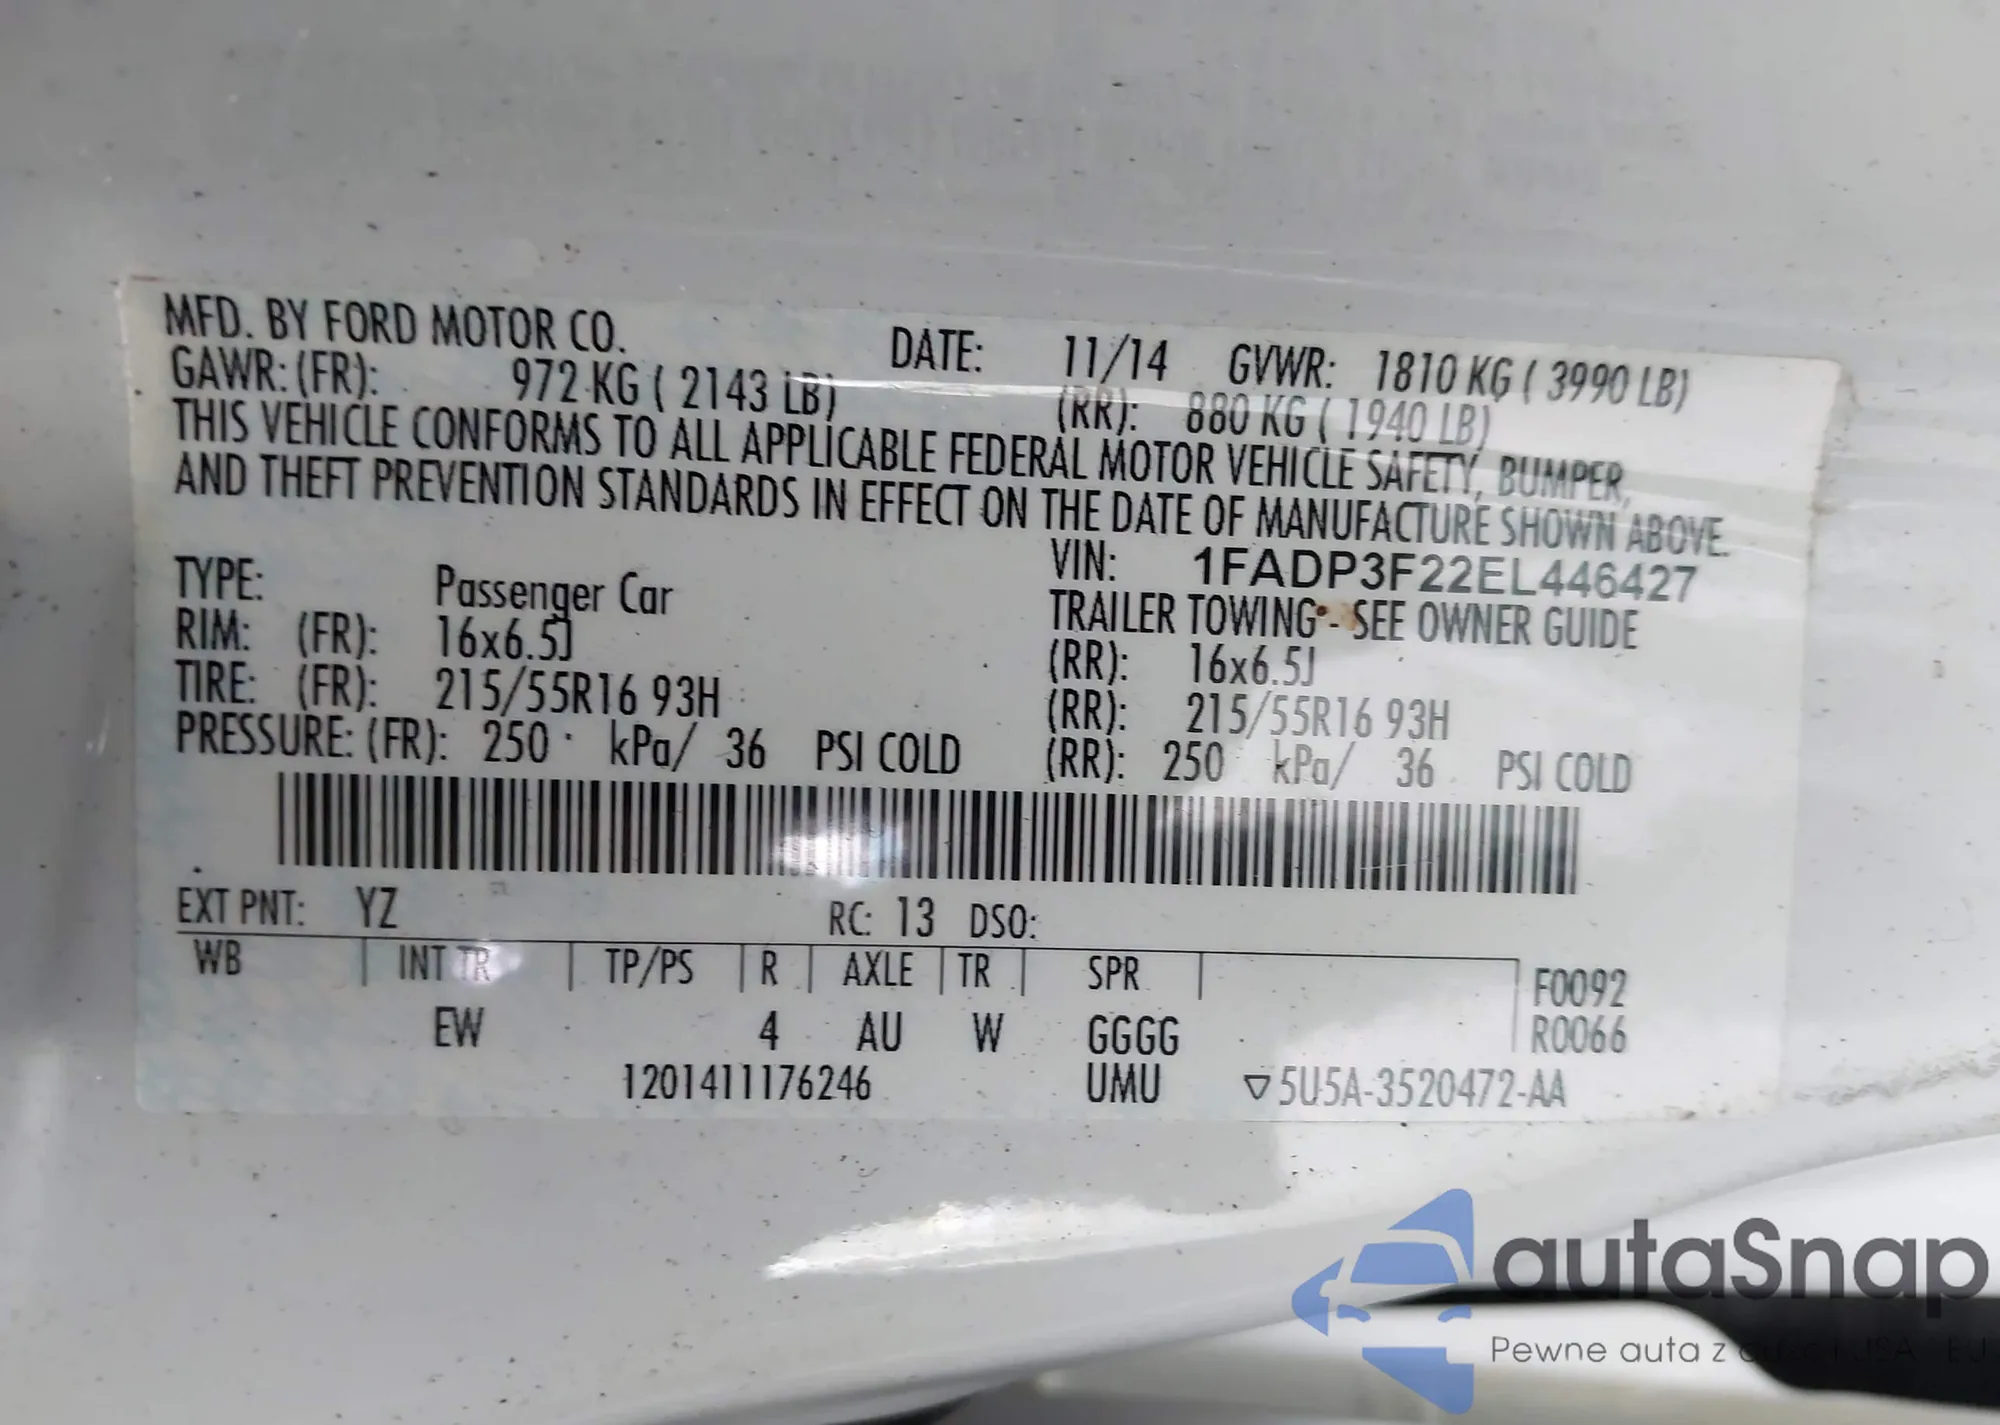 MFD. BY FORD MOTOR CO. DATE: 11/14 GVWR: 1810 KG ( 3990 LB)
GAWR: (FR): 972 KG ( 2143 LB) (RR): 880 KG ( 1940 LB)
THIS VEHICLE CONFORMS TO ALL APPLICABLE FEDERAL MOTOR VEHICLE SAFETY, BUMPER,
AND THEFT PREVENTION STANDARDS IN EFFECT ON THE DATE OF MANUFACTURE SHOWN ABOVE.
VIN: 1FADP3F22EL446427
TYPE: Passenger Car TRAILER TOWING - SEE OWNER GUIDE
RIM: (FR): 16x6.5J (RR): 16x6.5J
TIRE: (FR): 215/55R16 93H (RR): 215/55R16 93H
PRESSURE: (FR): 250 kPa/ 36 PSI COLD (RR): 250 kPa/ 36 PSI COLD
EXT PNT: YZ RC: 13 DSO:
WB INT TR TP/PS R AXLE TR SPR F0092
EW 4 AU W GGGG R0066
1201411176246 UMU ▽5U5A-3520472-AA
autaSnap
Pewne auta z USA